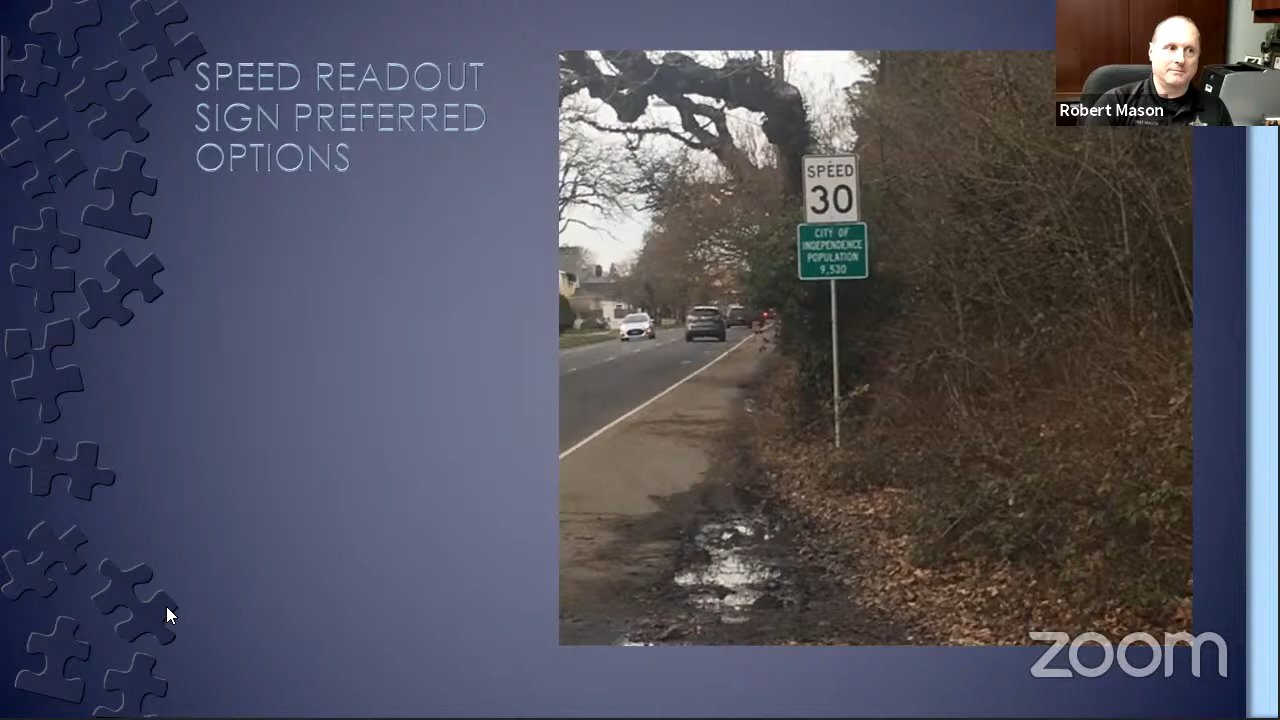 SPEED READOUT
SIGN PREFERRED
OPTIONS
Robert Mason
SPEED
30
CITY OF
INDEPENDENCE
POPULATION
9,530
zoom